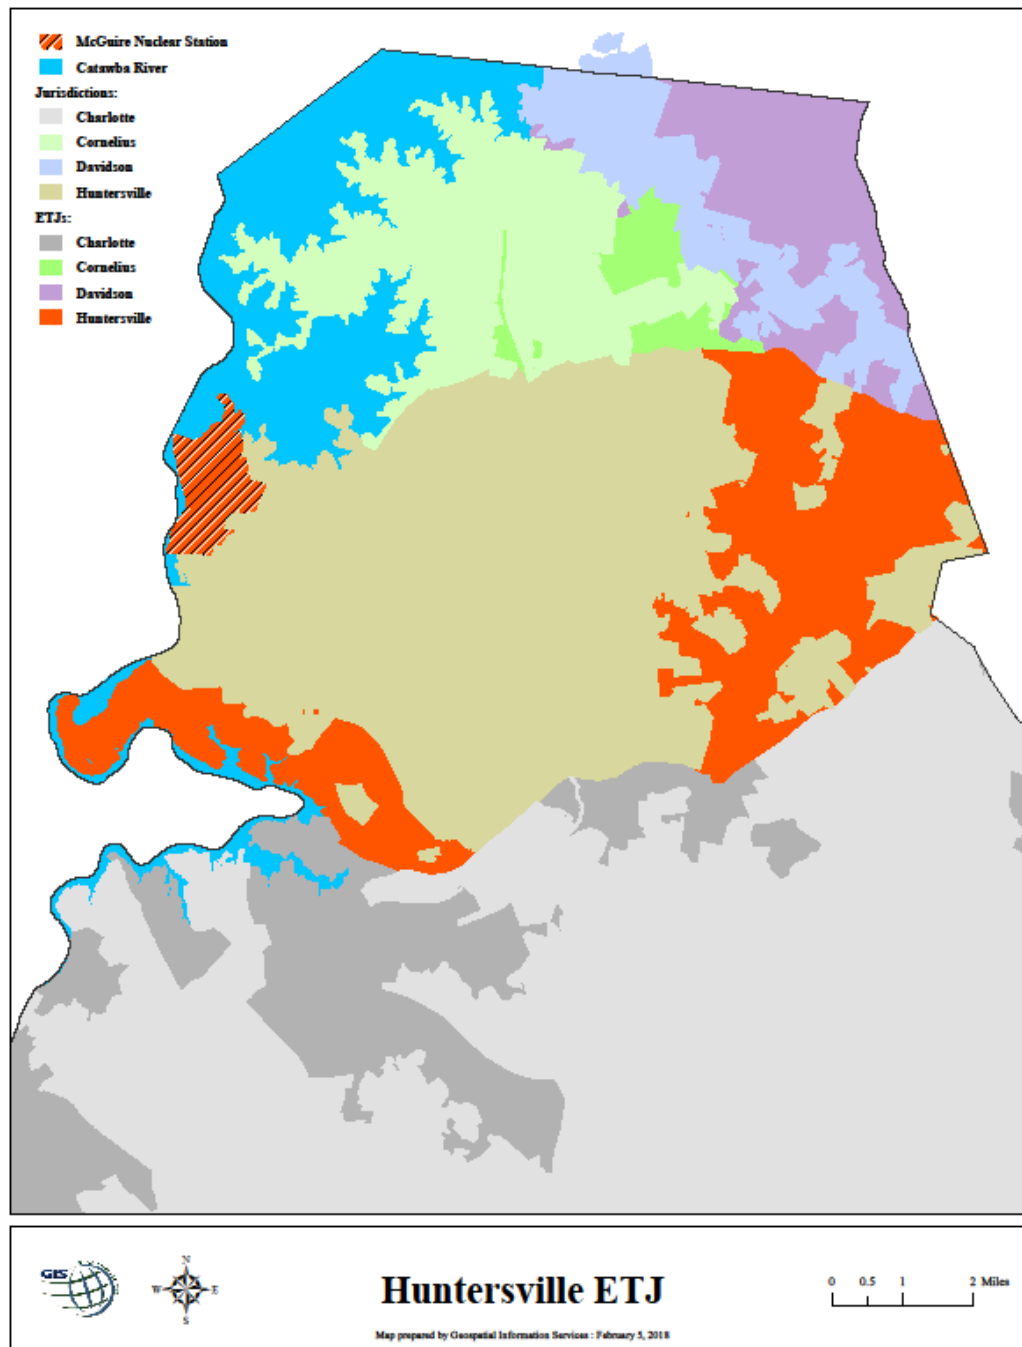 McGuire Nuclear Station
Catawba River
Jurisdictions:
Charlotte
Cornelius
Davidson
Huntersville
ETJs:
Charlotte
Cornelius
Davidson
Huntersville
GIS
N
W E
S
Huntersville ETJ
0 0.5 1 2 Miles
Map prepared by Geospatial Information Services : February 5, 2018